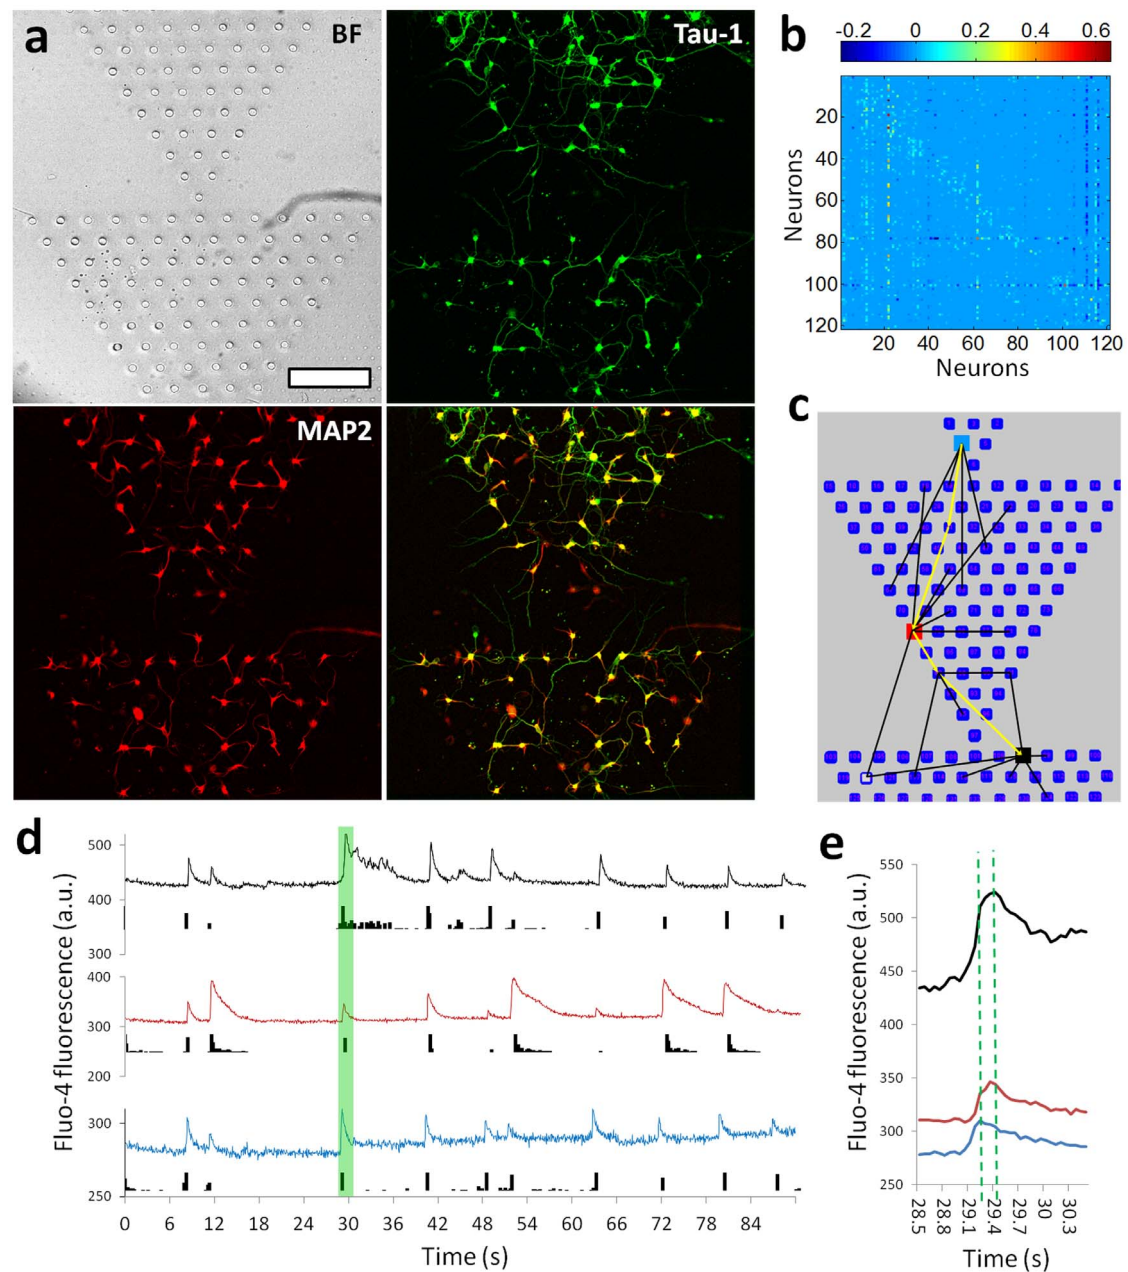 a
BF
Tau-1
MAP2
b
-0.2 0 0.2 0.4 0.6
Neurons
20
40
60
80
100
120
20 40 60 80 100 120
Neurons
c
d
Fluo-4 fluorescence (a.u.)
500
400
300
400
300
200
300
250
0 6 12 18 24 30 36 42 48 54 60 66 72 78 84
Time (s)
e
Fluo-4 fluorescence (a.u.)
550
500
450
400
350
300
250
28.5 28.8 29.1 29.4 29.7 30 30.3
Time (s)